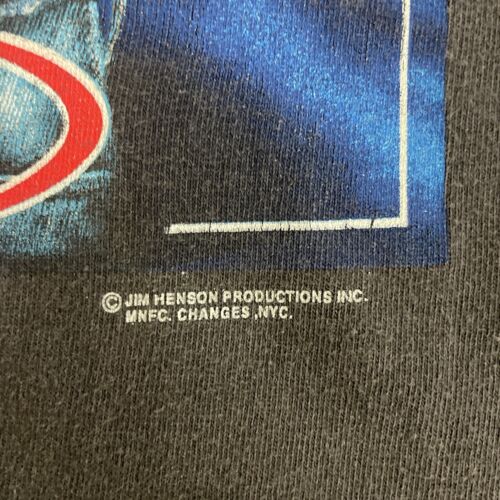 © JIM HENSON PRODUCTIONS INC.
MNFC. CHANGES ,NYC.